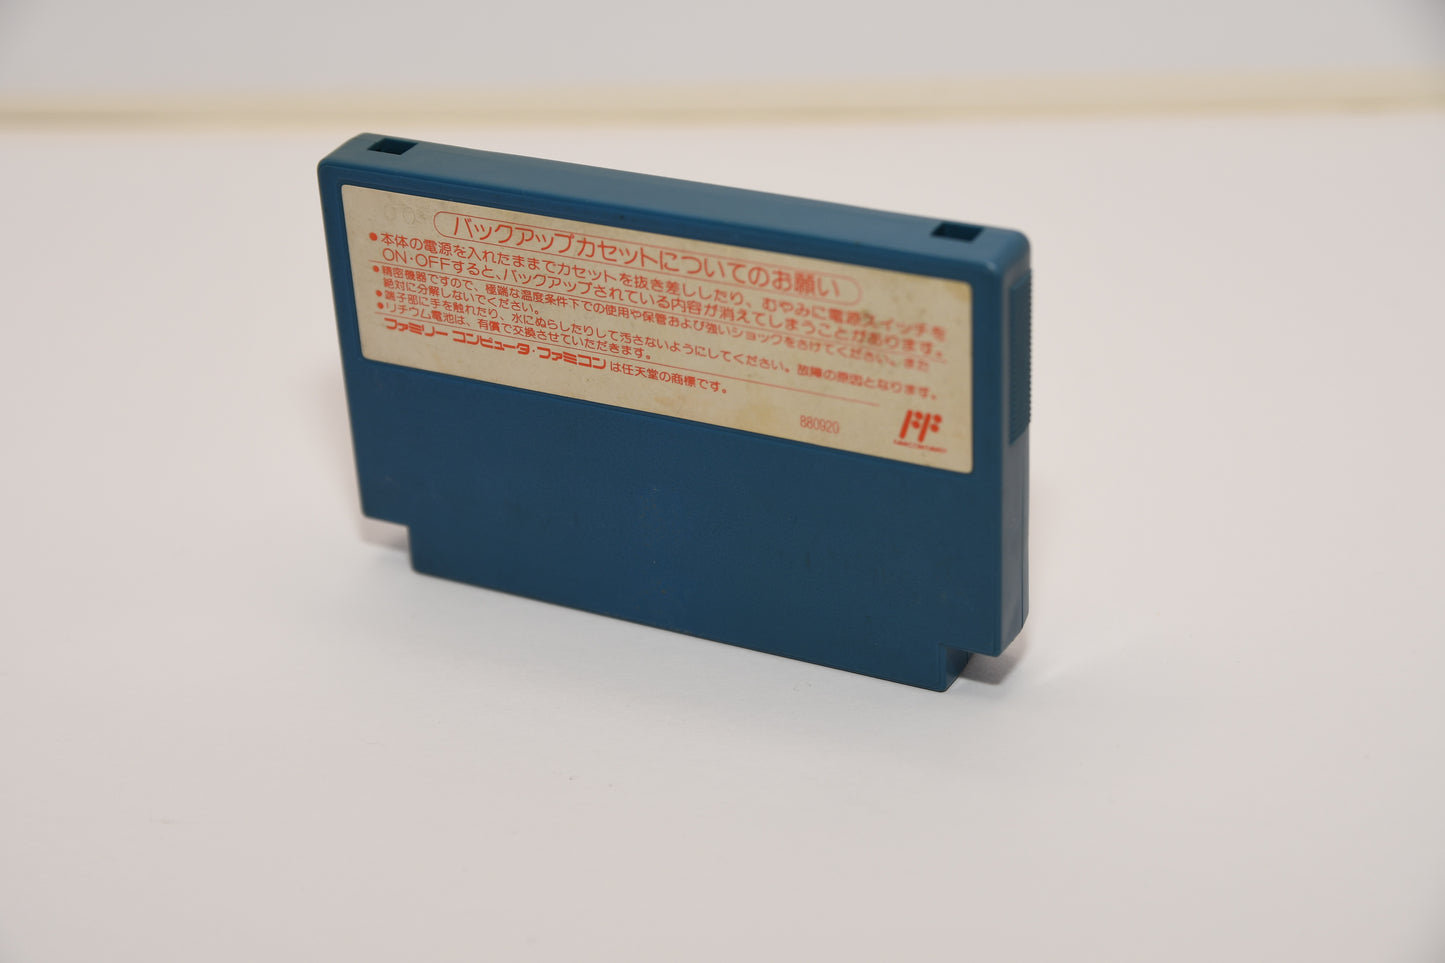 バックアップカセットについてのお願い
●本体の電源を入れたままでカセットを抜き差ししたり、むやみに電源スイッチを
ON・OFFすると、バックアップされている内容が消えてしまうことがあります。
●精密機器ですので、極端な温度条件下での使用や保管および強いショックをさけてください。また
絶対に分解しないでください。
●端子部に手を触れたり、水にぬらしたりして汚さないようにしてください。故障の原因となります。
●リチウム電池は、有償で交換させていただきます。
ファミリー コンピュータ・ファミコン は任天堂の商標です。
880920
FF